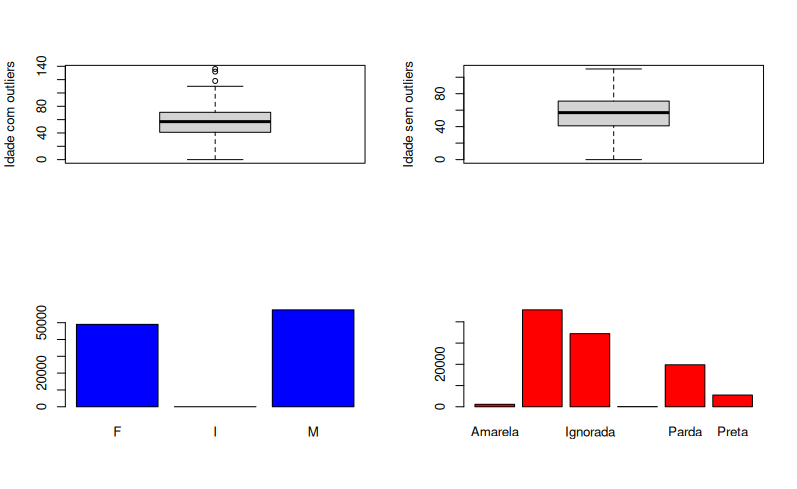 Idade com outliers
0
40
80
140
Idade sem outliers
0
40
80
0
20000
50000
F
I
M
0
20000
Amarela
Ignorada
Parda
Preta